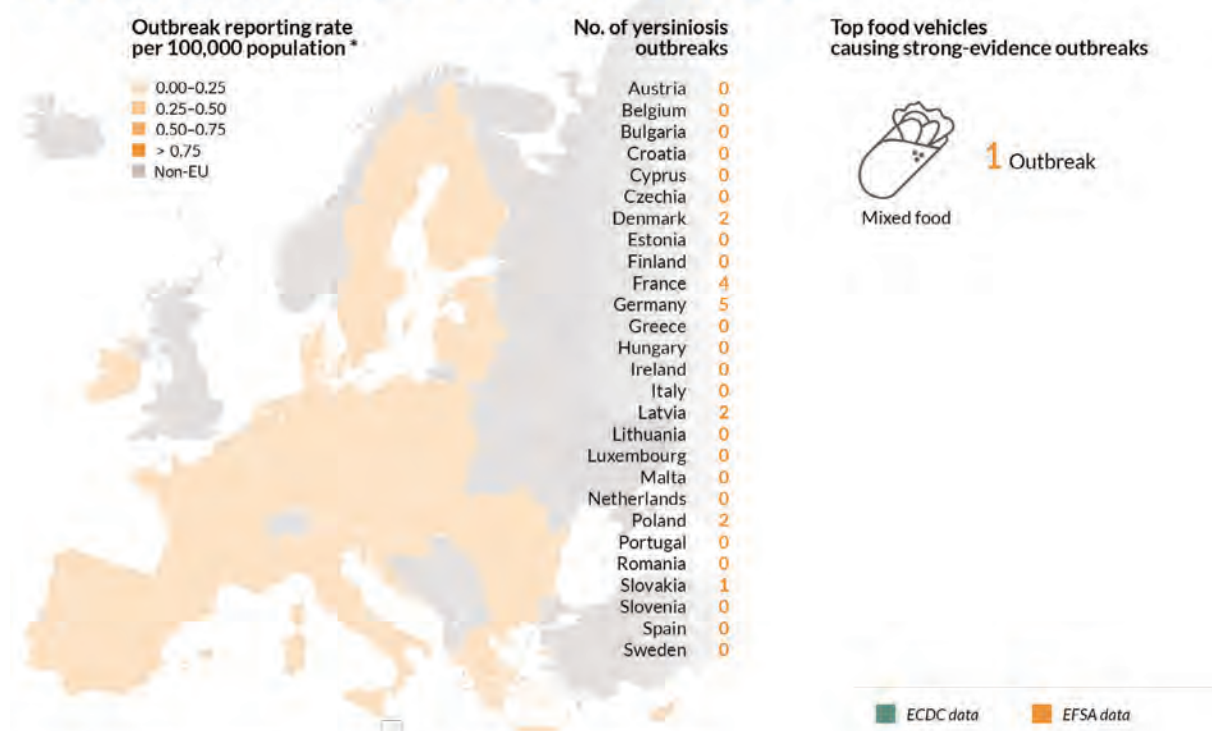 Outbreak reporting rate
per 100,000 population *
0.00–0.25
0.25–0.50
0.50–0.75
> 0.75
Non-EU
No. of yersiniosis
outbreaks
Austria 0
Belgium 0
Bulgaria 0
Croatia 0
Cyprus 0
Czechia 0
Denmark 2
Estonia 0
Finland 0
France 4
Germany 5
Greece 0
Hungary 0
Ireland 0
Italy 0
Latvia 2
Lithuania 0
Luxembourg 0
Malta 0
Netherlands 0
Poland 2
Portugal 0
Romania 0
Slovakia 1
Slovenia 0
Spain 0
Sweden 0
Top food vehicles
causing strong-evidence outbreaks
1 Outbreak
Mixed food
ECDC data
EFSA data